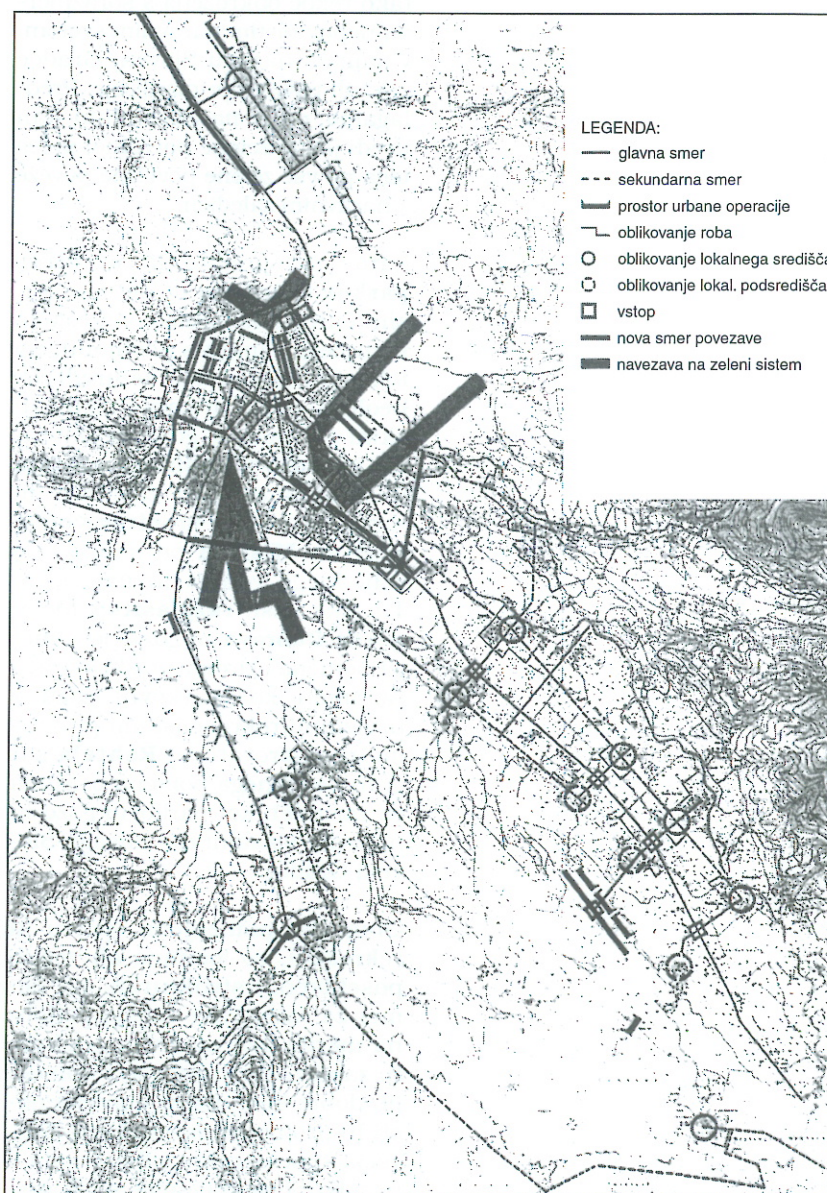 LEGENDA:
glavna smer
sekundarna smer
prostor urbane operacije
oblikovanje roba
oblikovanje lokalnega središča
oblikovanje lokal. podsredišča
vstop
nova smer povezave
navezava na zeleni sistem